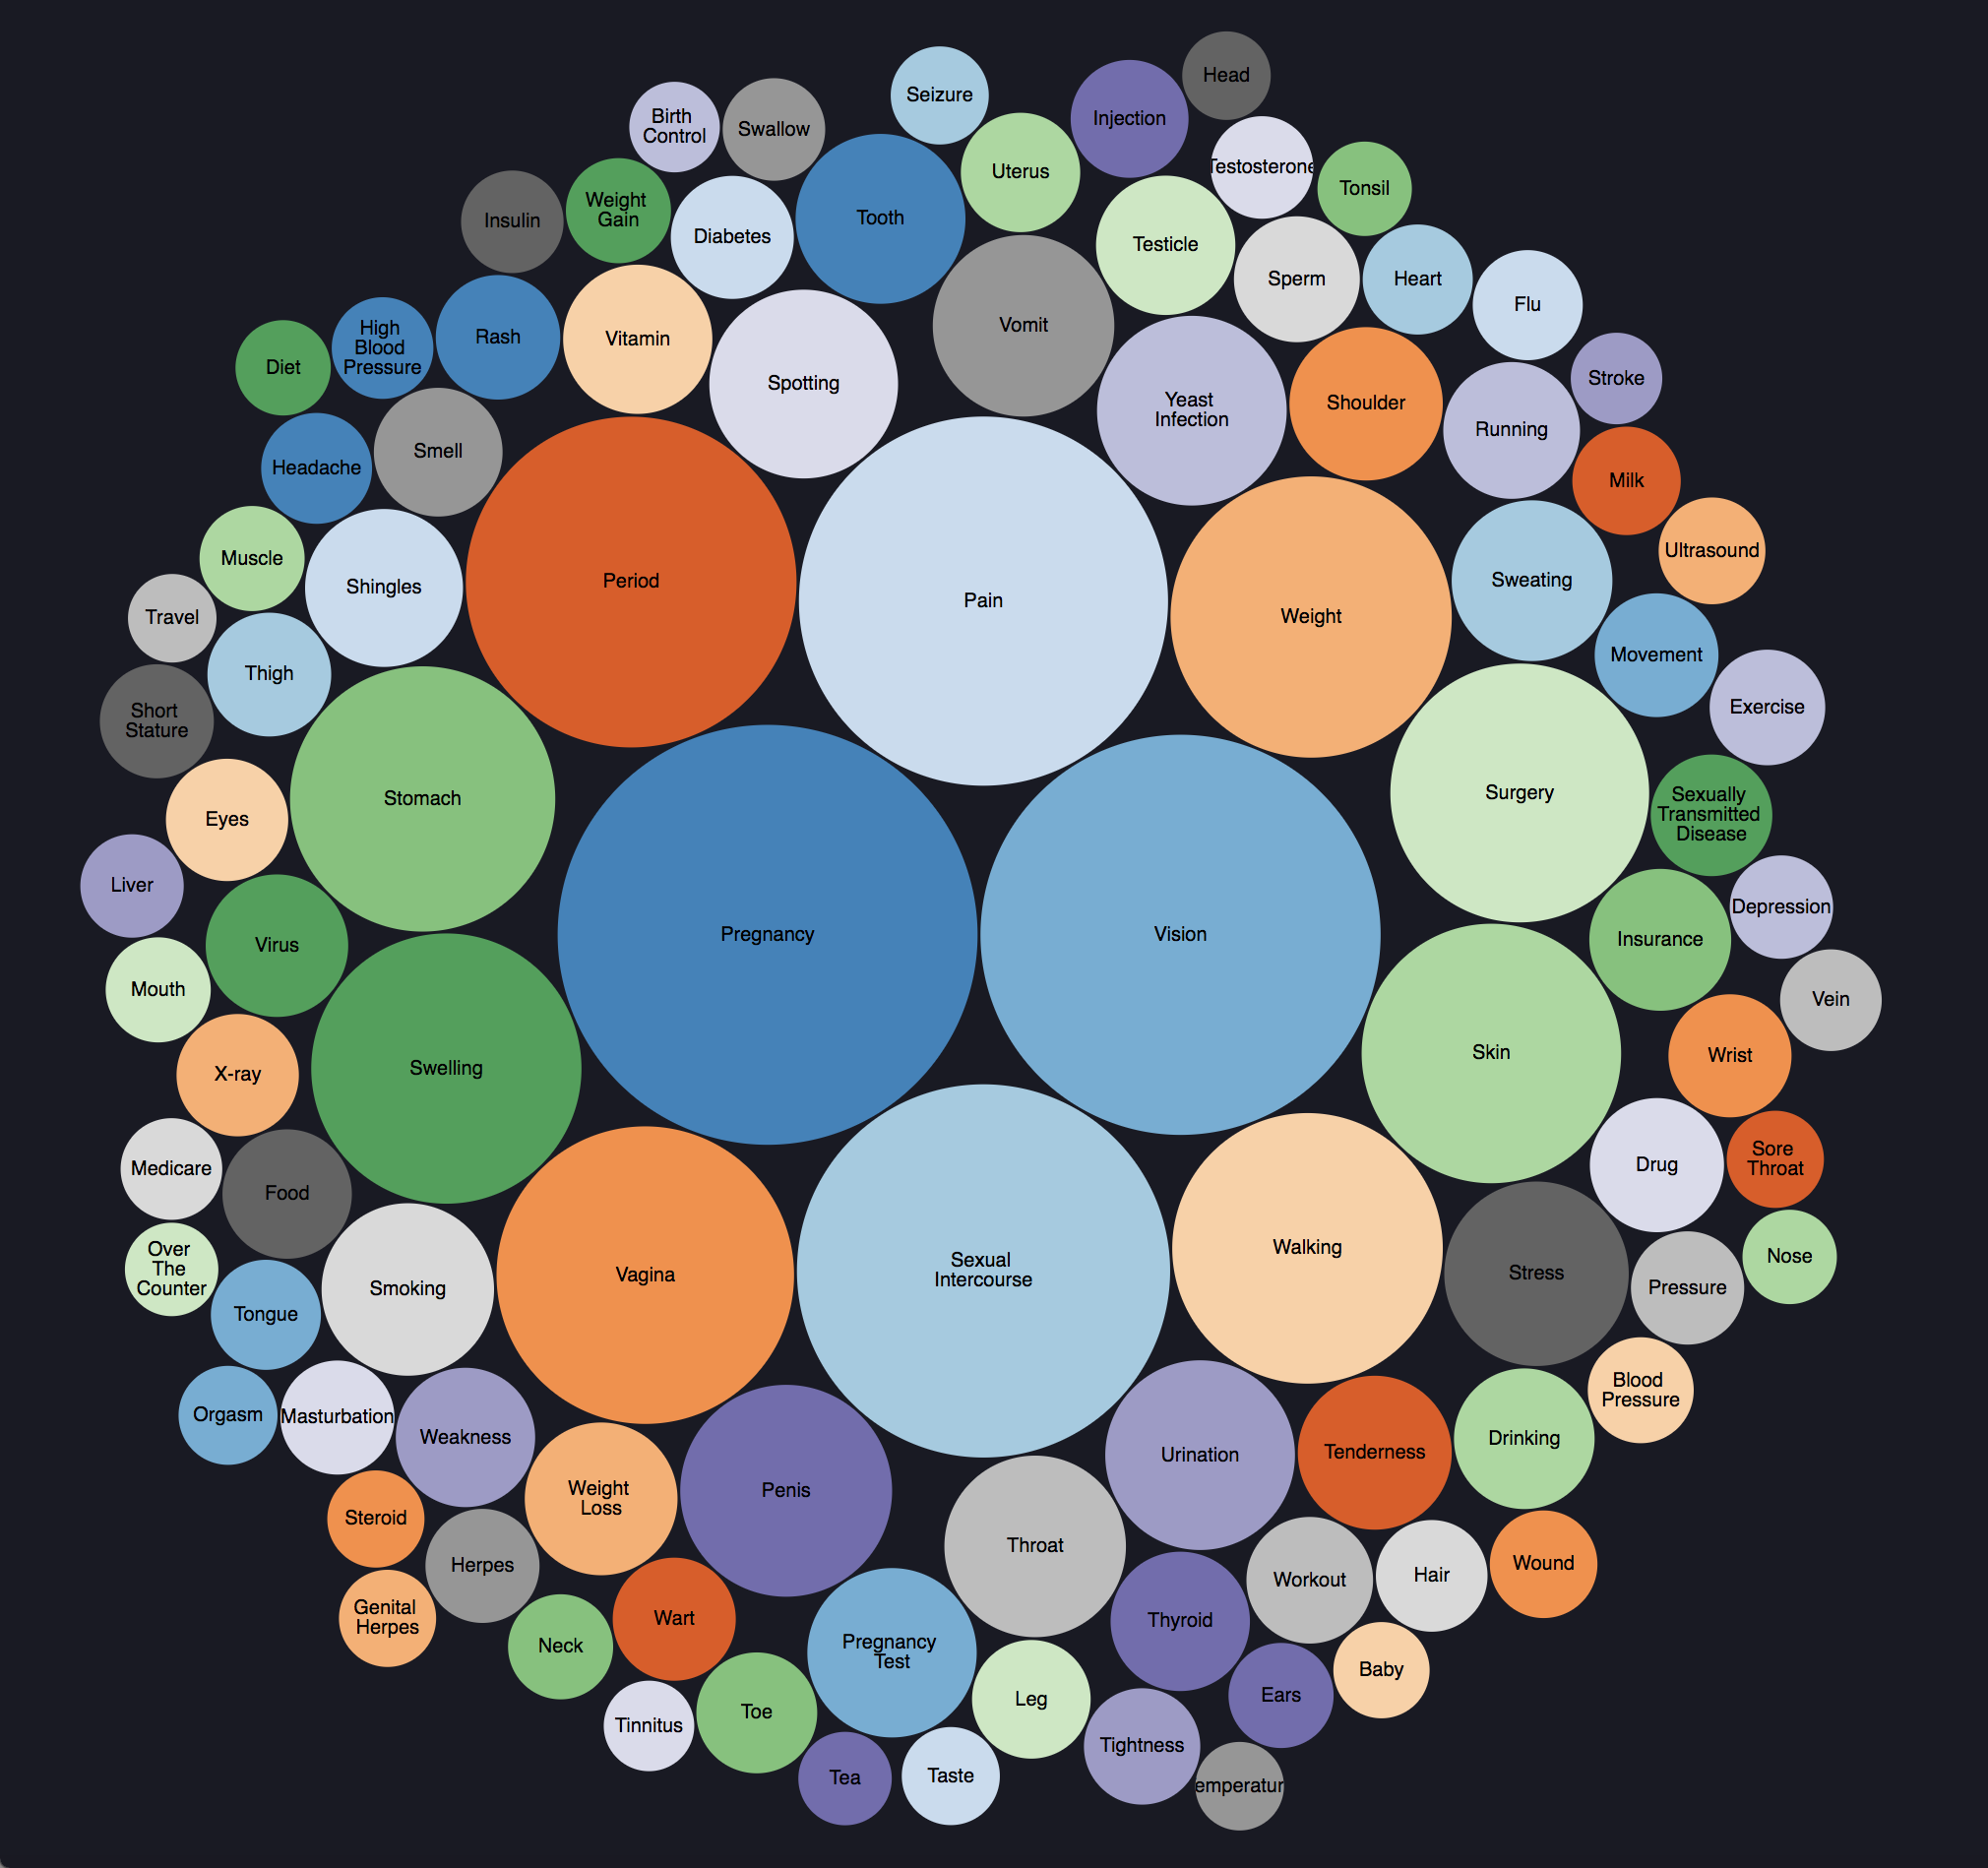 Head
Seizure
Injection
Birth
Control
Swallow
Testosterone
Uterus
Tonsil
Weight
Gain
Insulin
Tooth
Diabetes
Testicle
Sperm
Heart
Flu
Vomit
High
Blood
Pressure
Rash
Vitamin
Diet
Spotting
Stroke
Yeast
Infection
Shoulder
Running
Smell
Headache
Milk
Ultrasound
Muscle
Shingles
Period
Sweating
Pain
Weight
Travel
Movement
Thigh
Exercise
Short
Stature
Stomach
Surgery
Sexually
Transmitted
Disease
Eyes
Liver
Depression
Virus
Pregnancy
Vision
Insurance
Mouth
Vein
Skin
Wrist
Swelling
X-ray
Sore
Throat
Medicare
Drug
Food
Walking
Nose
Over
The
Counter
Sexual
Intercourse
Vagina
Stress
Smoking
Pressure
Tongue
Blood
Pressure
Orgasm
Masturbation
Weakness
Drinking
Urination
Tenderness
Penis
Weight
Loss
Steroid
Throat
Herpes
Wound
Hair
Workout
Genital
Herpes
Wart
Thyroid
Neck
Pregnancy
Test
Baby
Ears
Leg
Toe
Tinnitus
Tightness
Taste
Tea
emperatur